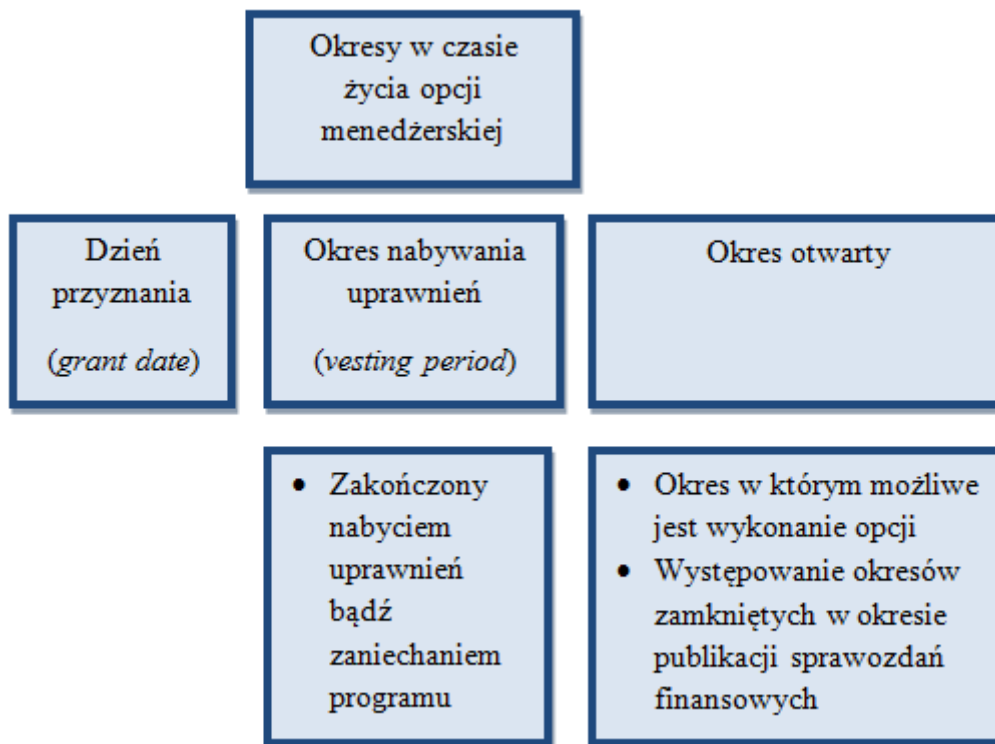 Okresy w czasie
życia opcji
menedżerskiej
Dzień
przyznania
(grant date)
Okres nabywania
uprawnień
(vesting period)
Okres otwarty
• Zakończony
nabyciem
uprawnień
bądź
zaniechaniem
programu
• Okres w którym możliwe
jest wykonanie opcji
• Występowanie okresów
zamkniętych w okresie
publikacji sprawozdań
finansowych